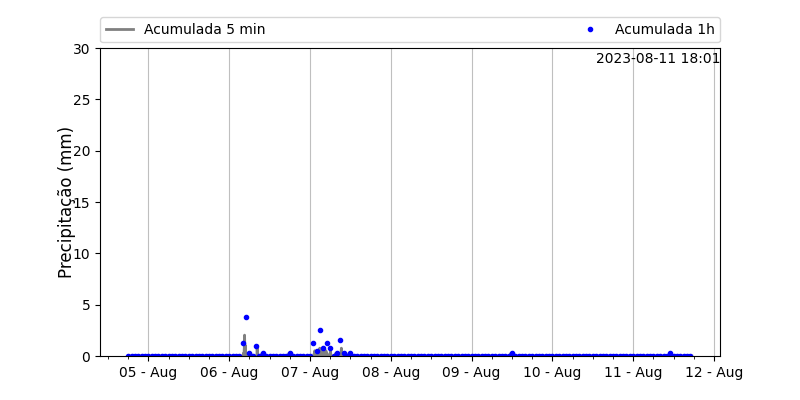 Acumulada 5 min
Acumulada 1h
2023-08-11 18:01
Precipitação (mm)
30
25
20
15
10
5
0
05 - Aug
06 - Aug
07 - Aug
08 - Aug
09 - Aug
10 - Aug
11 - Aug
12 - Aug